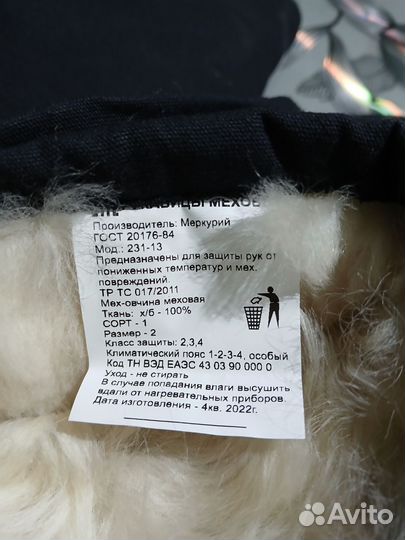 Производитель: Меркурий
ГОСТ 20176-84
Мод.: 231-13
Предназначены для защиты рук от
пониженных температур и мех.
повреждений.
ТР ТС 017/2011
Мех-овчина меховая
Ткань: х/б - 100%
СОРТ - 1
Размер - 2
Класс защиты: 2,3,4
Климатический пояс 1-2-3-4, особый
Код ТН ВЭД ЕАЭС 43 03 90 000 0
Уход - не стирать
В случае попадания влаги высушить
вдали от нагревательных приборов.
Дата изготовления - 4кв. 2022г.
Avito